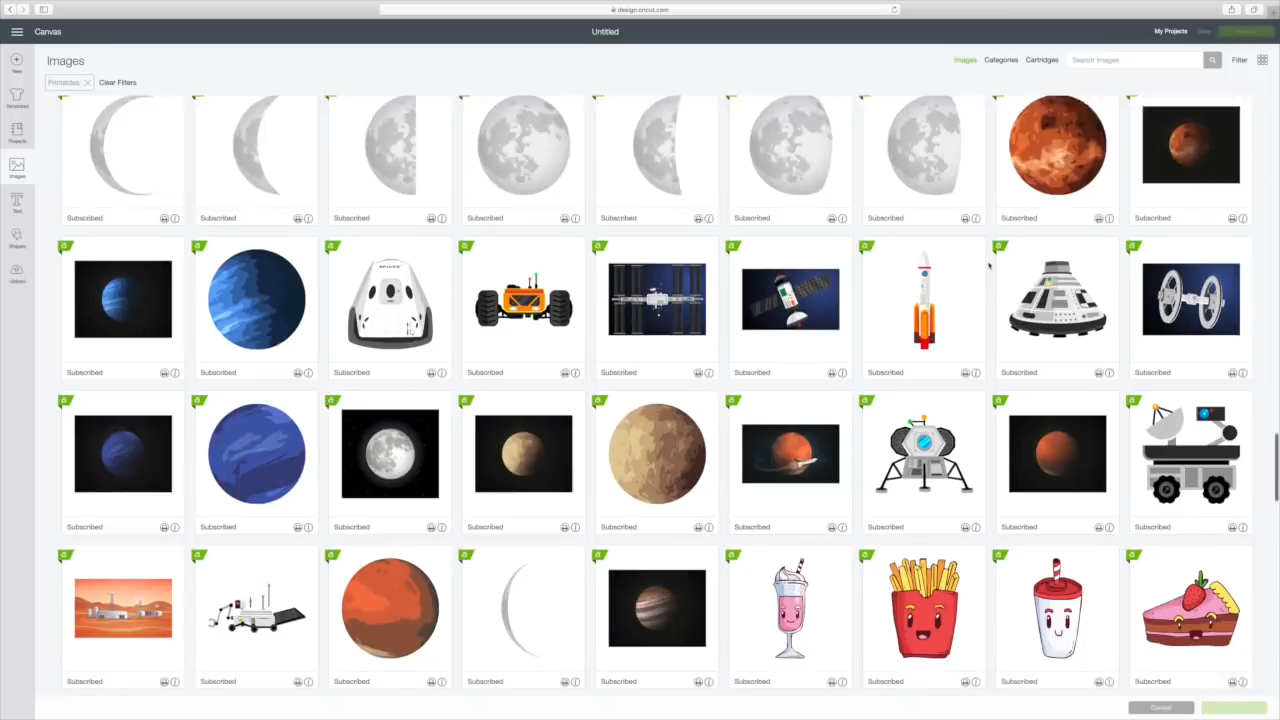 design.cricut.com
Canvas
Untitled
My Projects
Save
Images
Images
Categories
Cartridges
Search Images
Filter
Printables
Clear Filters
New
Templates
Projects
Images
Text
Shapes
Upload
Subscribed Subscribed Subscribed Subscribed Subscribed Subscribed Subscribed Subscribed Subscribed
SPACEX
Subscribed Subscribed Subscribed Subscribed Subscribed Subscribed Subscribed Subscribed Subscribed
Subscribed Subscribed Subscribed Subscribed Subscribed Subscribed Subscribed Subscribed Subscribed
Subscribed Subscribed Subscribed Subscribed Subscribed Subscribed Subscribed Subscribed Subscribed
Cancel